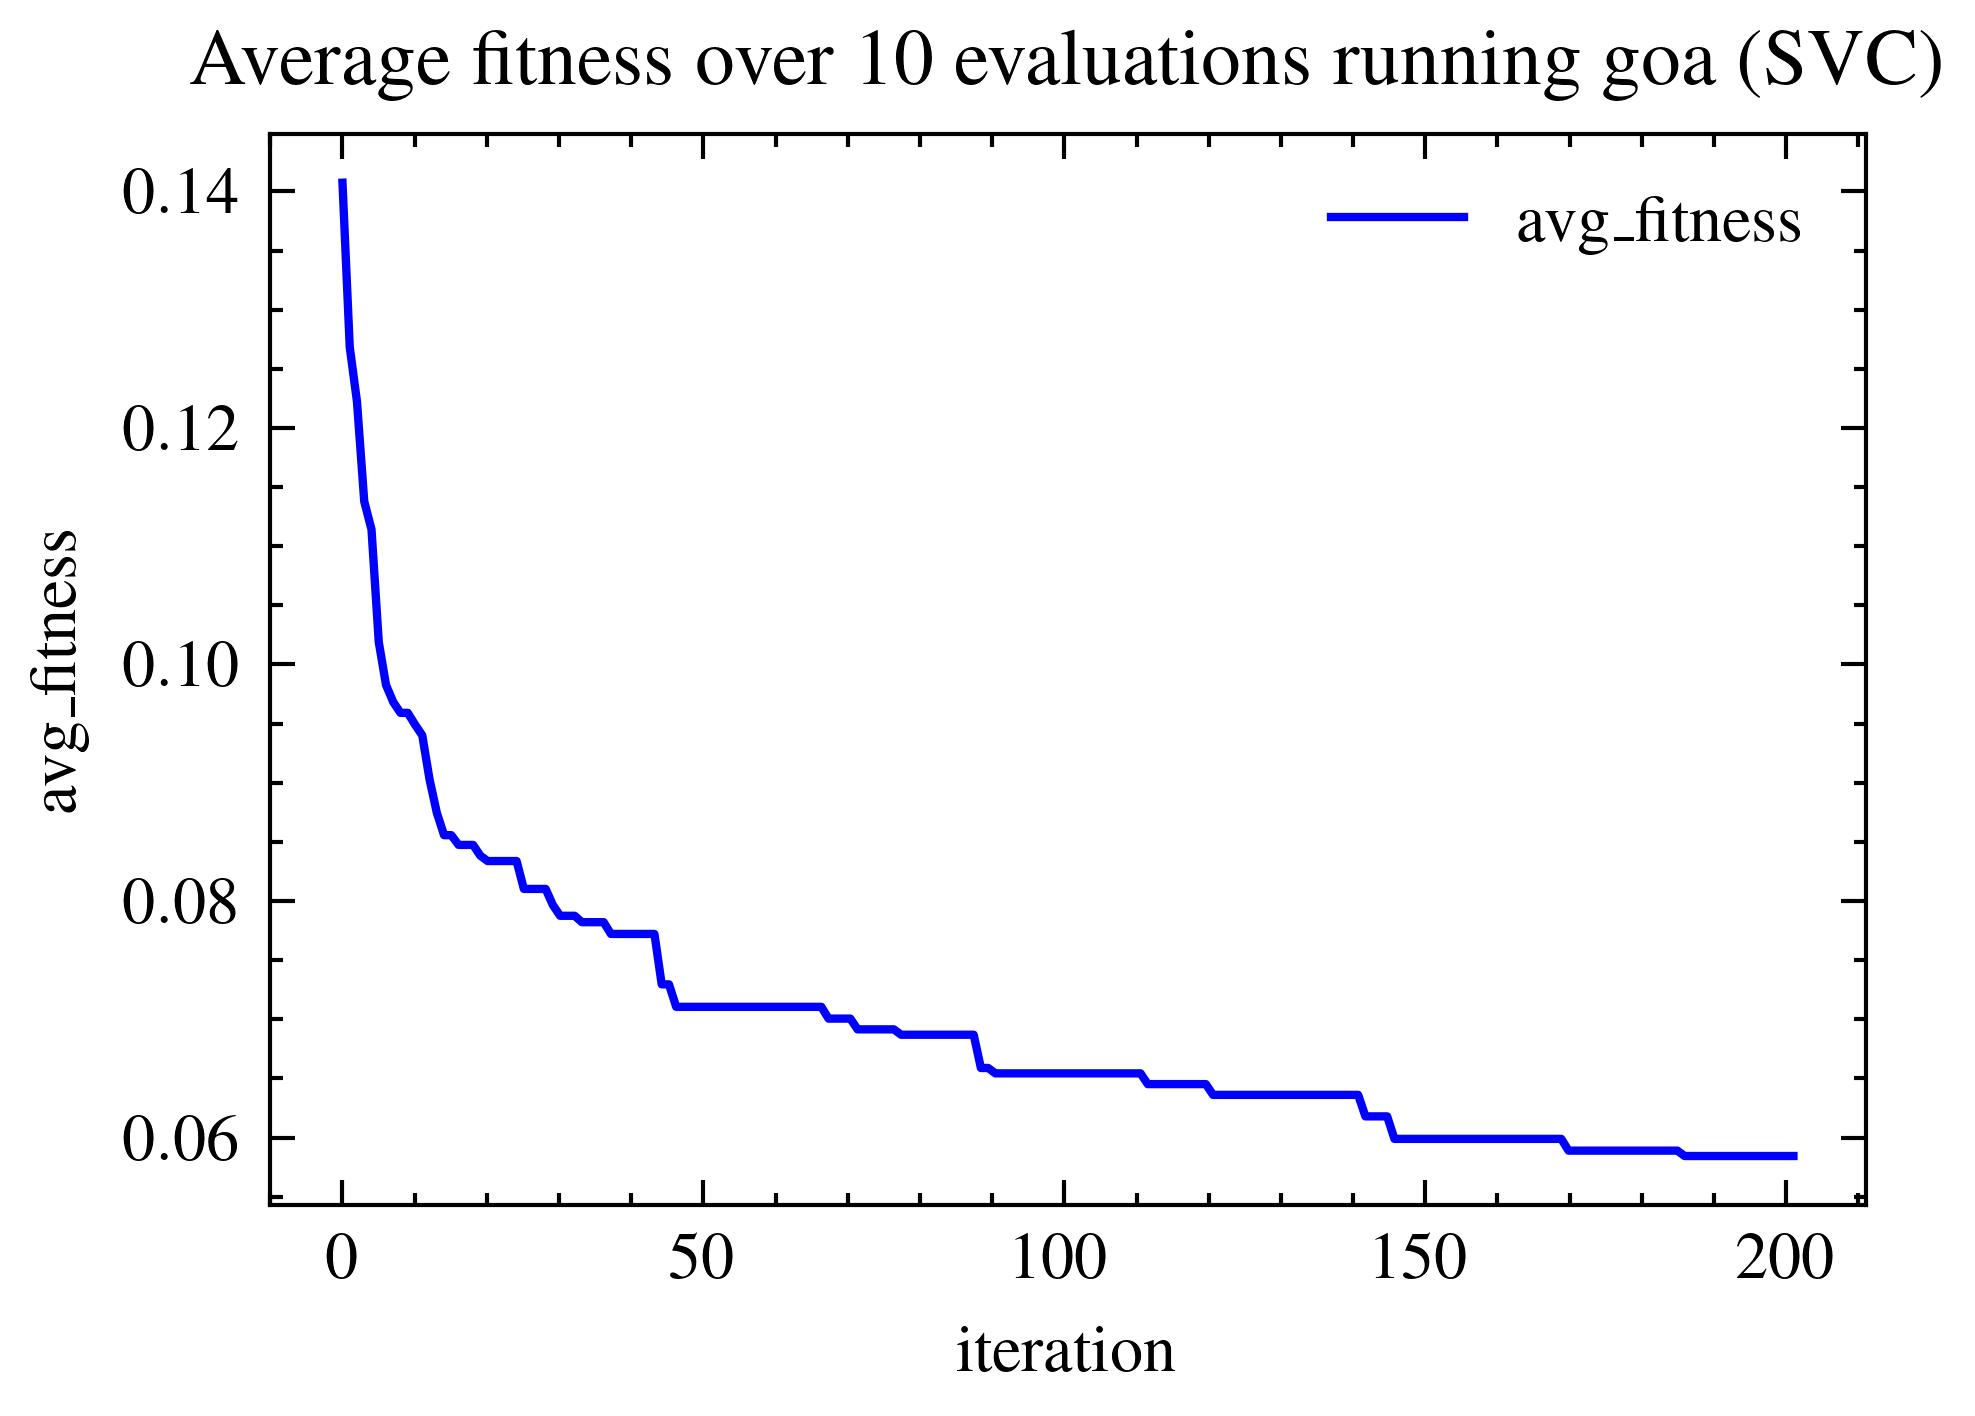 Average fitness over 10 evaluations running goa (SVC)
avg_fitness
0.14
0.12
0.10
0.08
0.06
avg_fitness
0 50 100 150 200
iteration